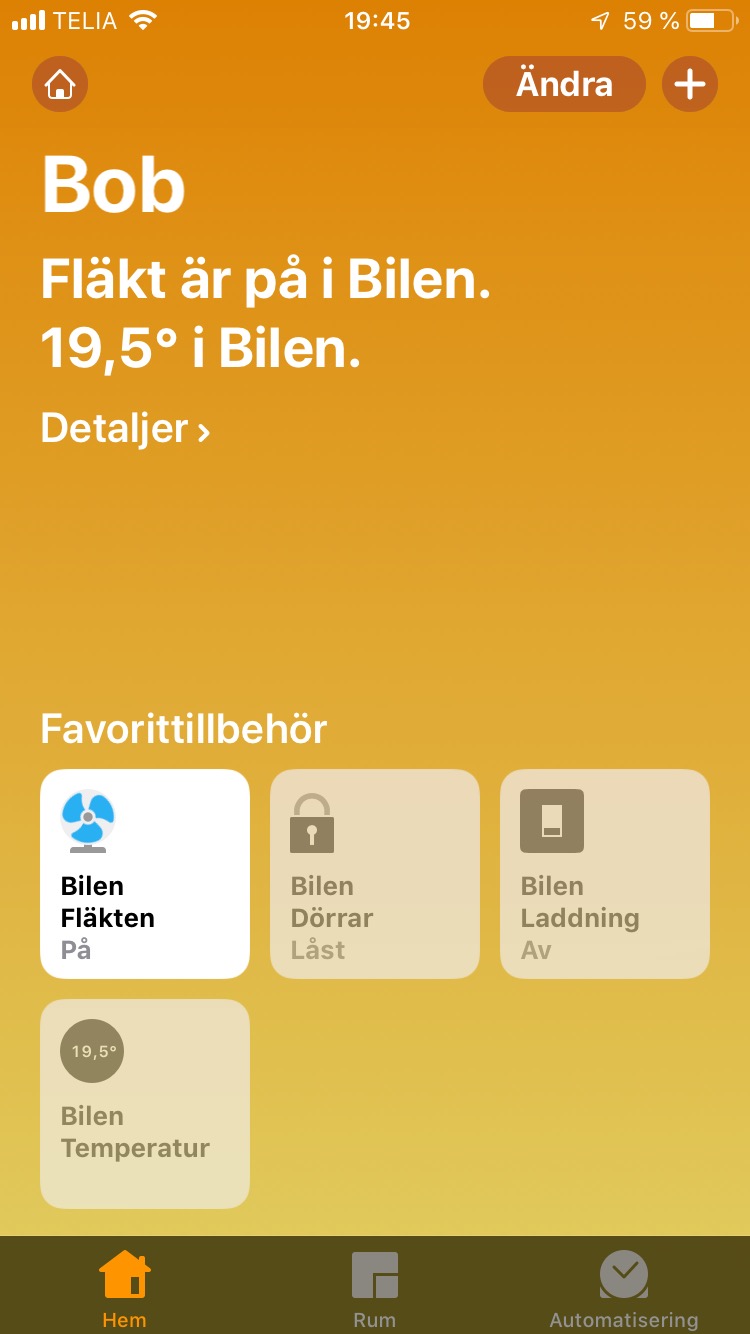 TELIA 19:45 59 %
Ändra
Bob
Fläkt är på i Bilen.
19,5° i Bilen.
Detaljer ›
Favorittillbehör
Bilen
Fläkten
På
Bilen
Dörrar
Låst
Bilen
Laddning
Av
19,5°
Bilen
Temperatur
Hem Rum Automatisering